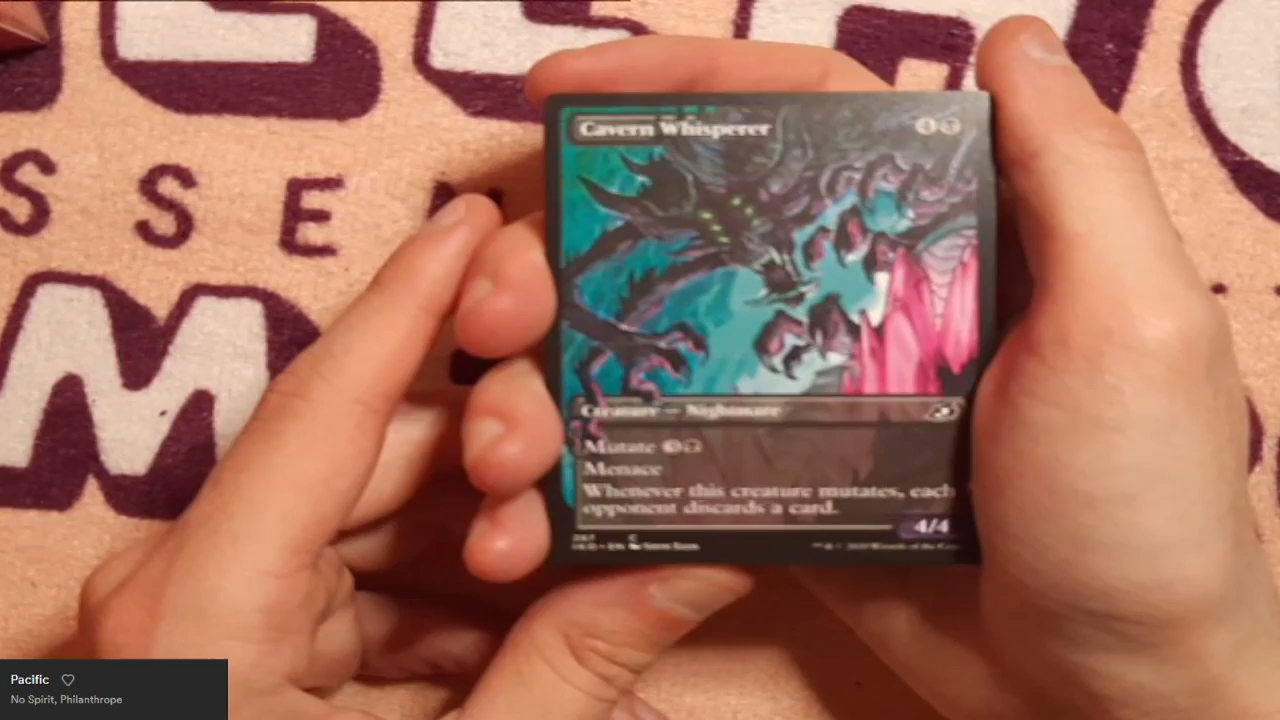 S S E
M
Cavern Whisperer
Creature — Nightmare
Mutate
Menace
Whenever this creature mutates, each
opponent discards a card.
4/4
Pacific
No Spirit, Philanthrope